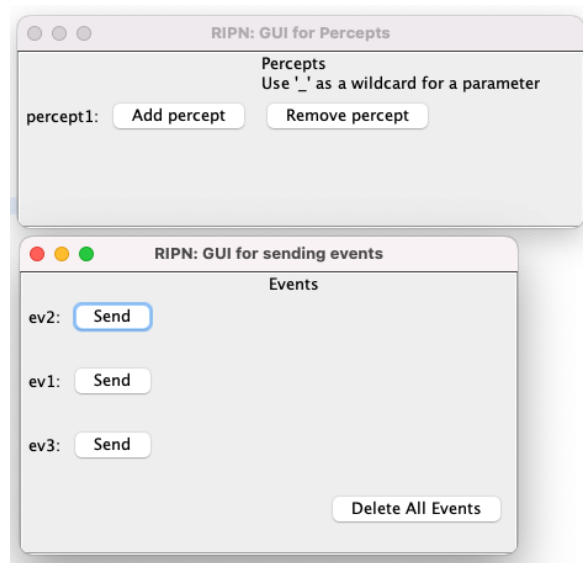 RIPN: GUI for Percepts
Percepts
Use '_' as a wildcard for a parameter
percept1: Add percept Remove percept
RIPN: GUI for sending events
Events
ev2: Send
ev1: Send
ev3: Send
Delete All Events